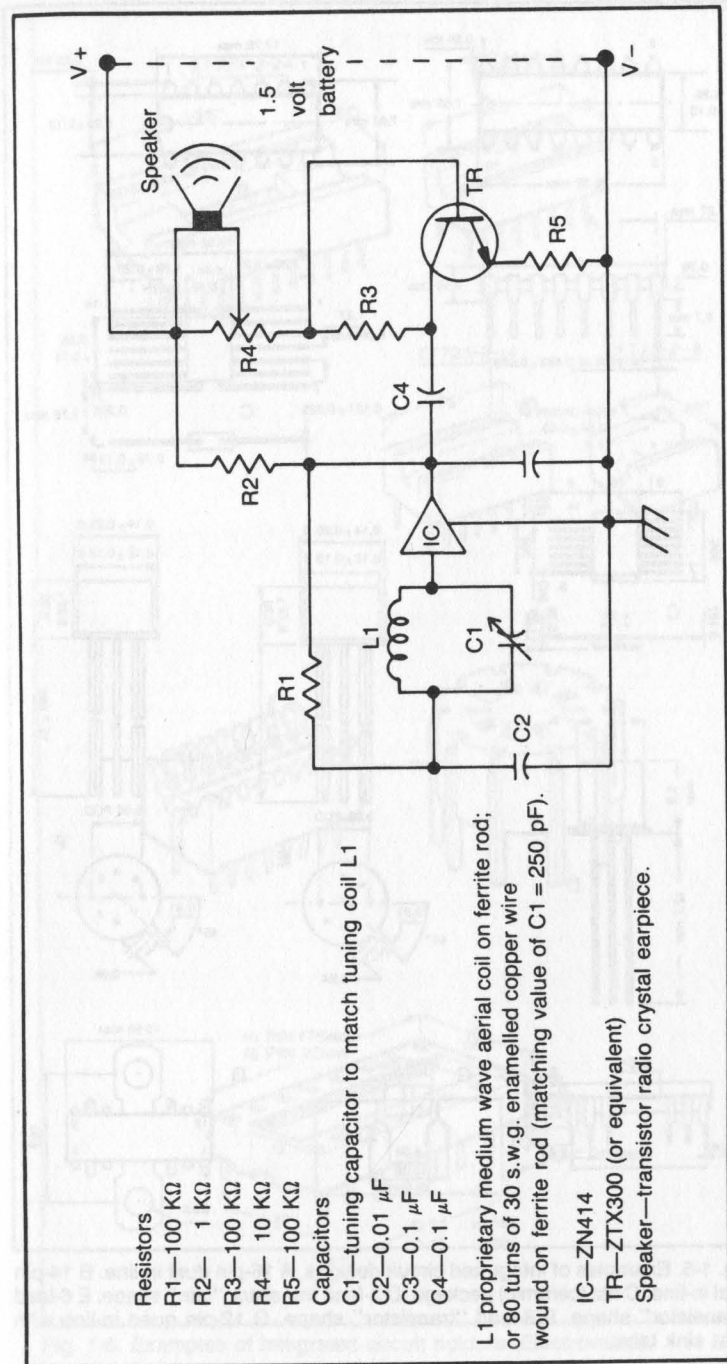 Resistors
R1—100 KΩ
R2— 1 KΩ
R3—100 KΩ
R4— 10 KΩ
R5—100 KΩ
Capacitors
C1—tuning capacitor to match tuning coil L1
C2—0.01 µF
C3—0.1 µF
C4—0.1 µF
L1 proprietary medium wave aerial coil on ferrite rod;
or 80 turns of 30 s.w.g. enamelled copper wire
wound on ferrite rod (matching value of C1 = 250 pF).
IC—ZN414
TR—ZTX300 (or equivalent)
Speaker—transistor radio crystal earpiece.
V+
Speaker
1.5
volt
battery
R4
R2
R3
TR
R1
C4
IC
R5
L1
C1
C2
V−